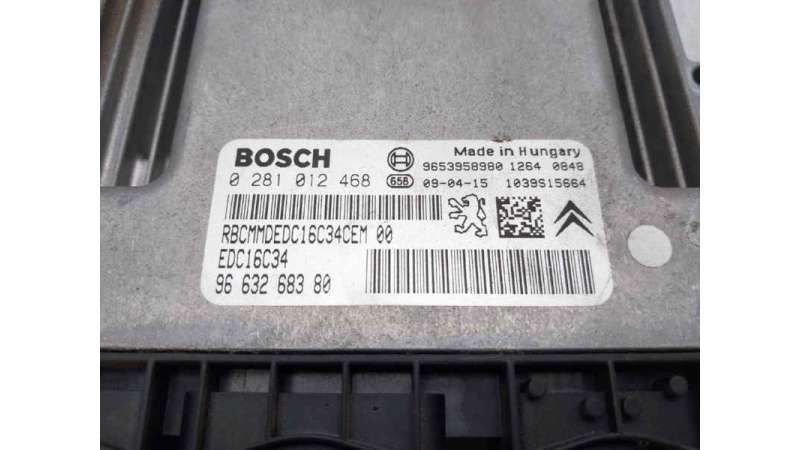 BOSCH
Made in Hungary
9653958980 1264 0848
0 281 012 468
65B 09-04-15 1039S15664
RBCMMDEDC16C34CEM 00
EDC16C34
96 632 683 80